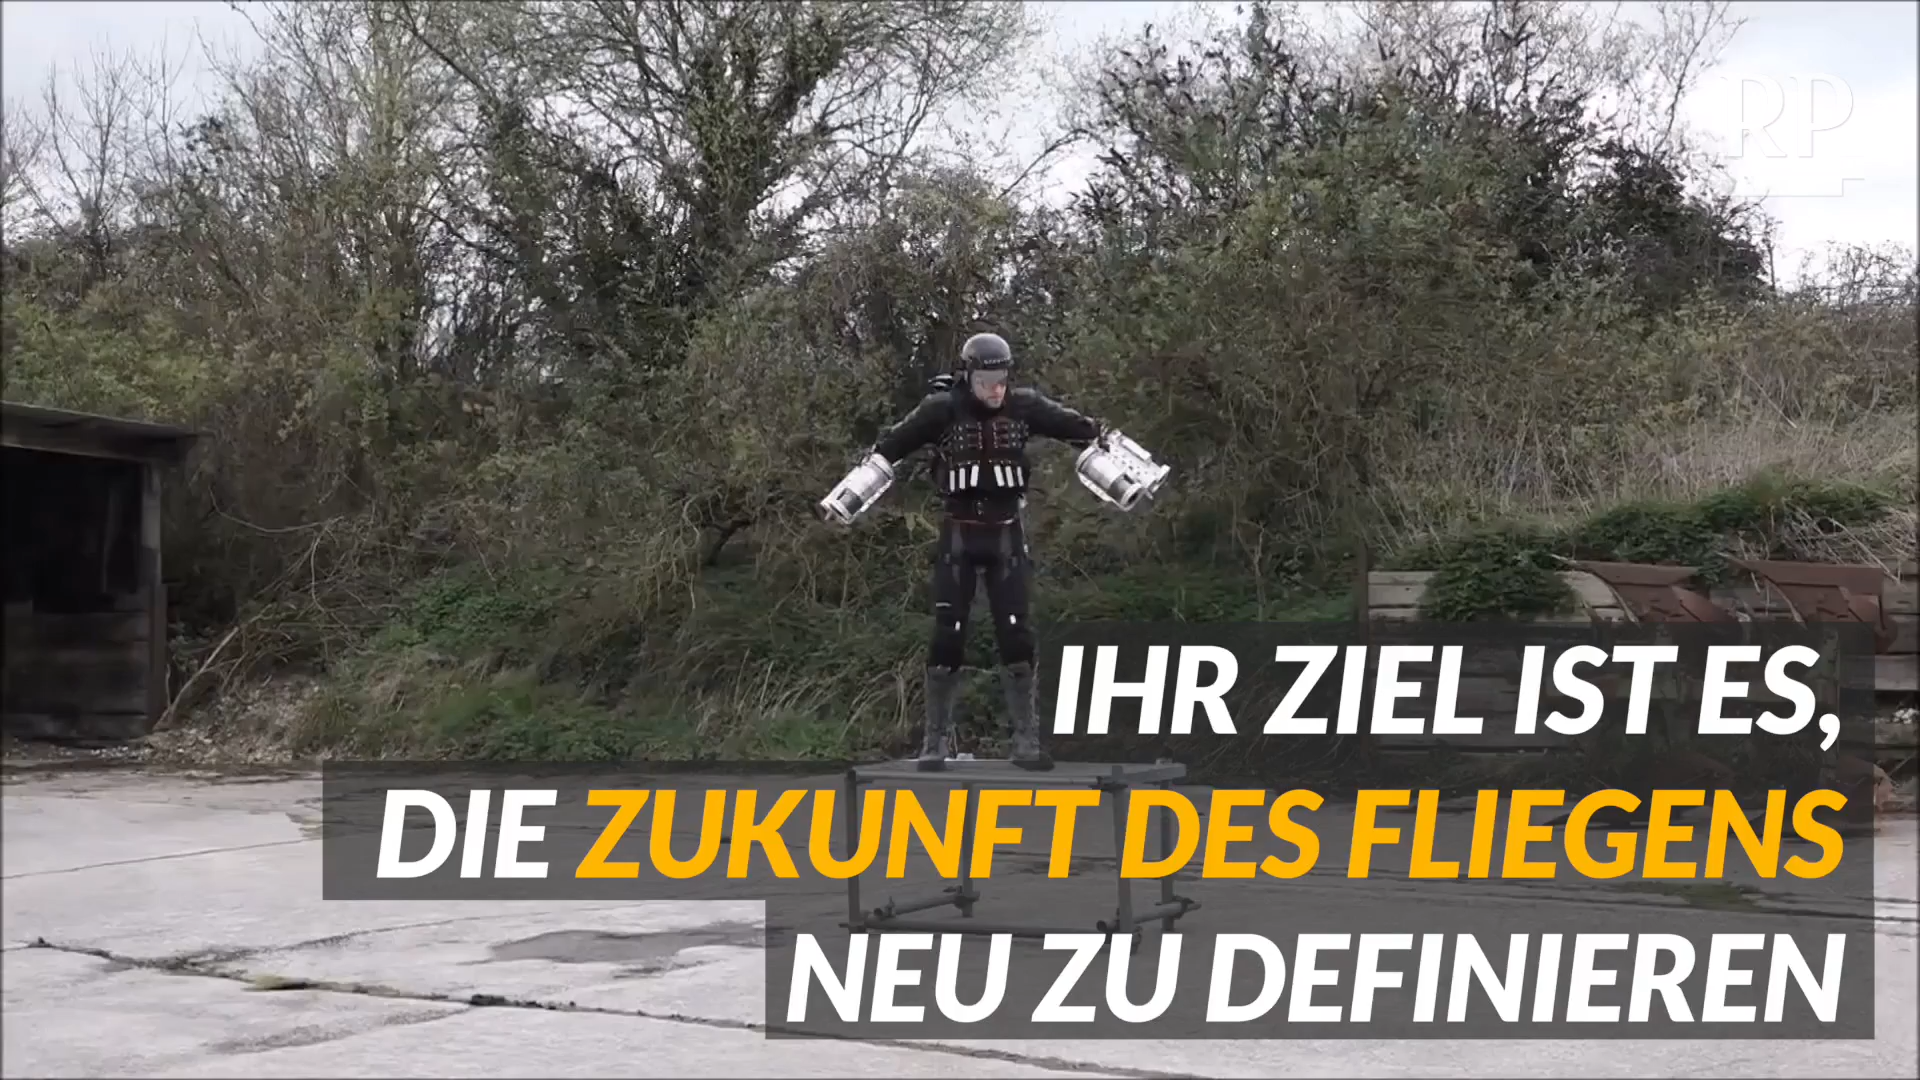 RP
IHR ZIEL IST ES,
DIE ZUKUNFT DES FLIEGENS
NEU ZU DEFINIEREN